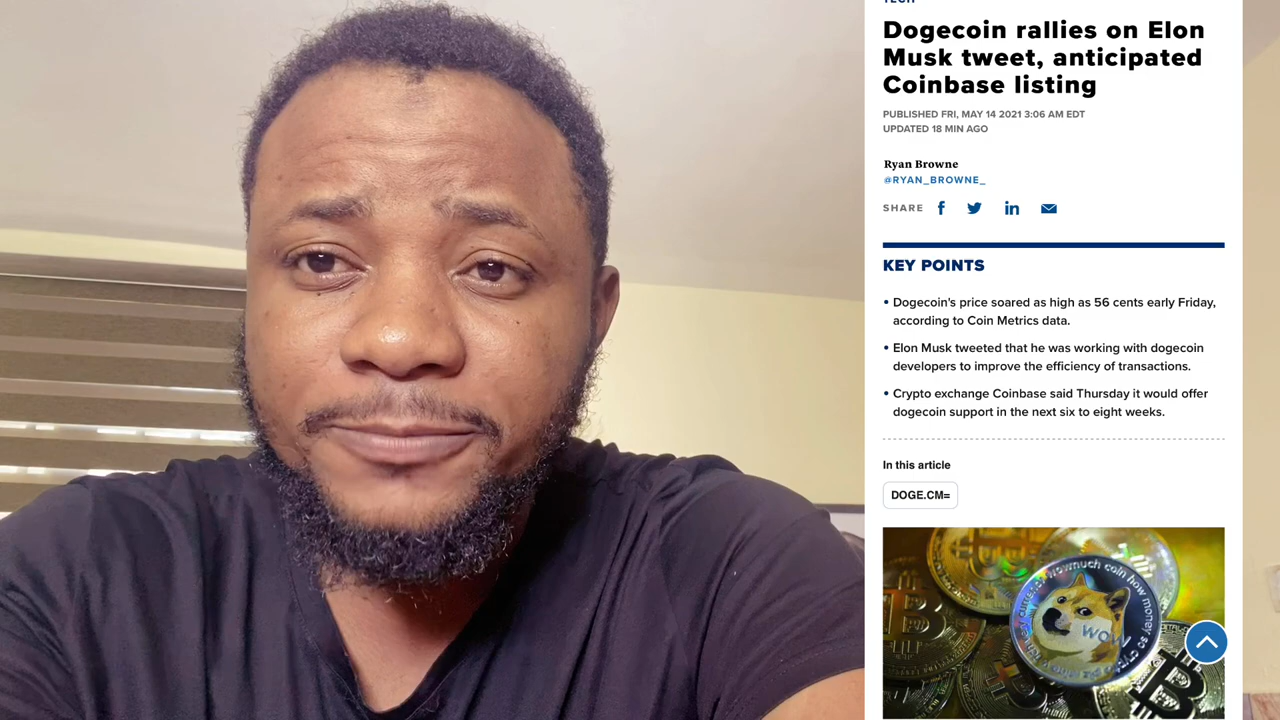 TECH
Dogecoin rallies on Elon
Musk tweet, anticipated
Coinbase listing
PUBLISHED FRI, MAY 14 2021 3:06 AM EDT
UPDATED 18 MIN AGO
Ryan Browne
@RYAN_BROWNE_
SHARE
KEY POINTS
• Dogecoin's price soared as high as 56 cents early Friday,
according to Coin Metrics data.
• Elon Musk tweeted that he was working with dogecoin
developers to improve the efficiency of transactions.
• Crypto exchange Coinbase said Thursday it would offer
dogecoin support in the next six to eight weeks.
In this article
DOGE.CM=
WOW